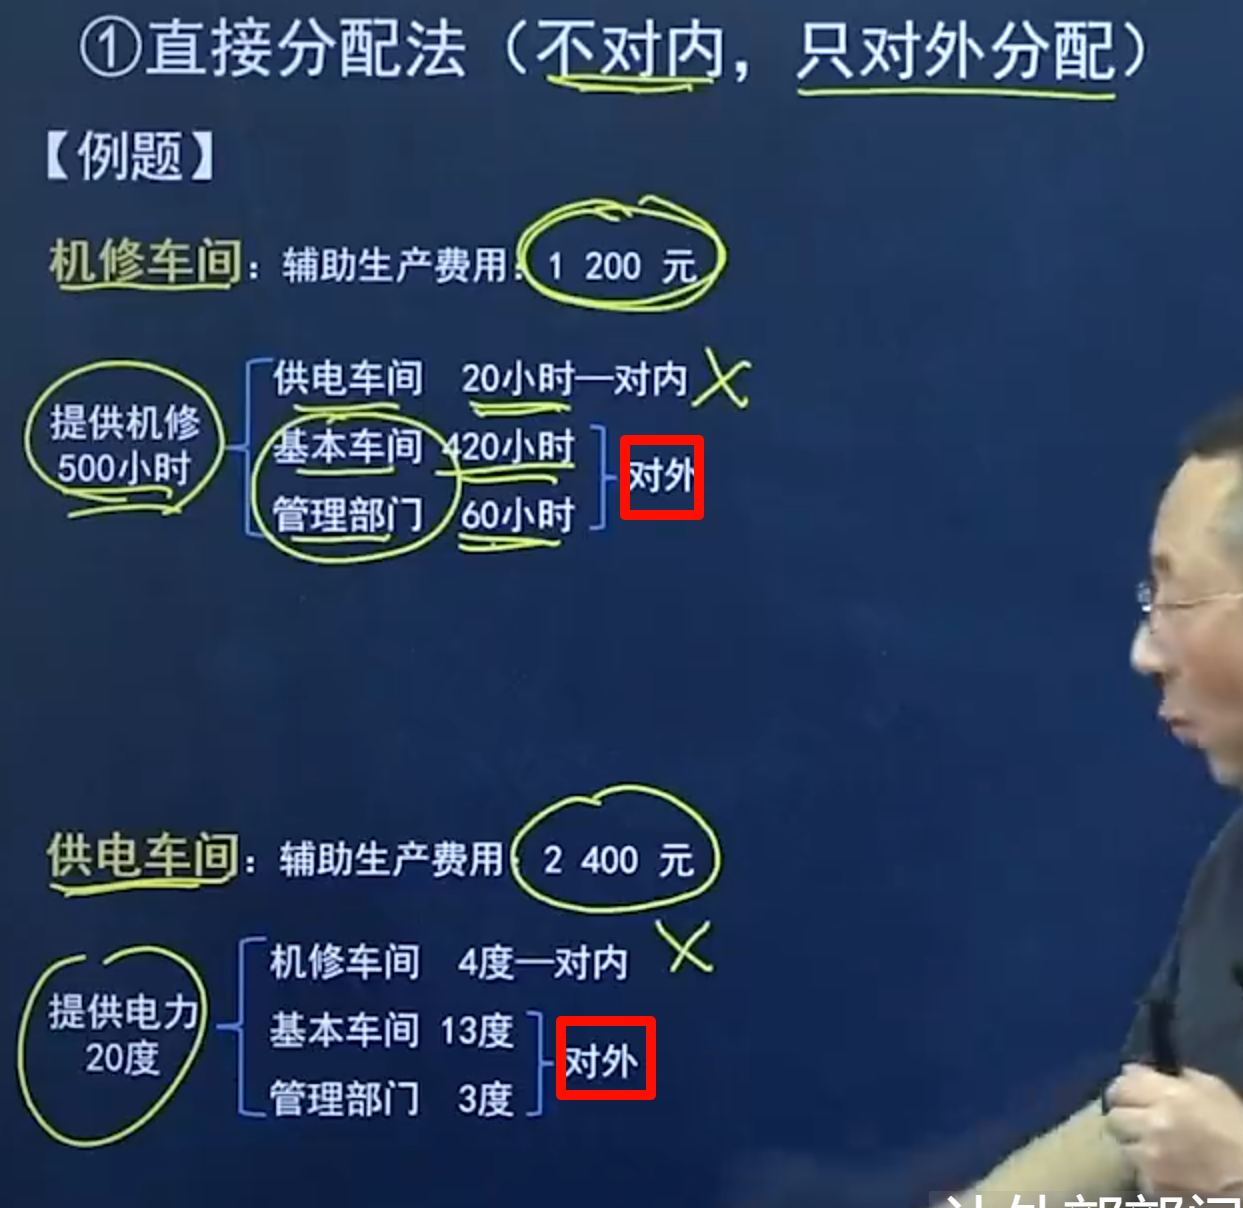 ①直接分配法（不对内，只对外分配）
【例题】
机修车间：辅助生产费用：1 200 元
提供机修
500小时
供电车间 20小时—对内
基本车间 420小时
管理部门 60小时
对外
供电车间：辅助生产费用：2 400 元
提供电力
20度
机修车间 4度—对内
基本车间 13度
管理部门 3度
对外